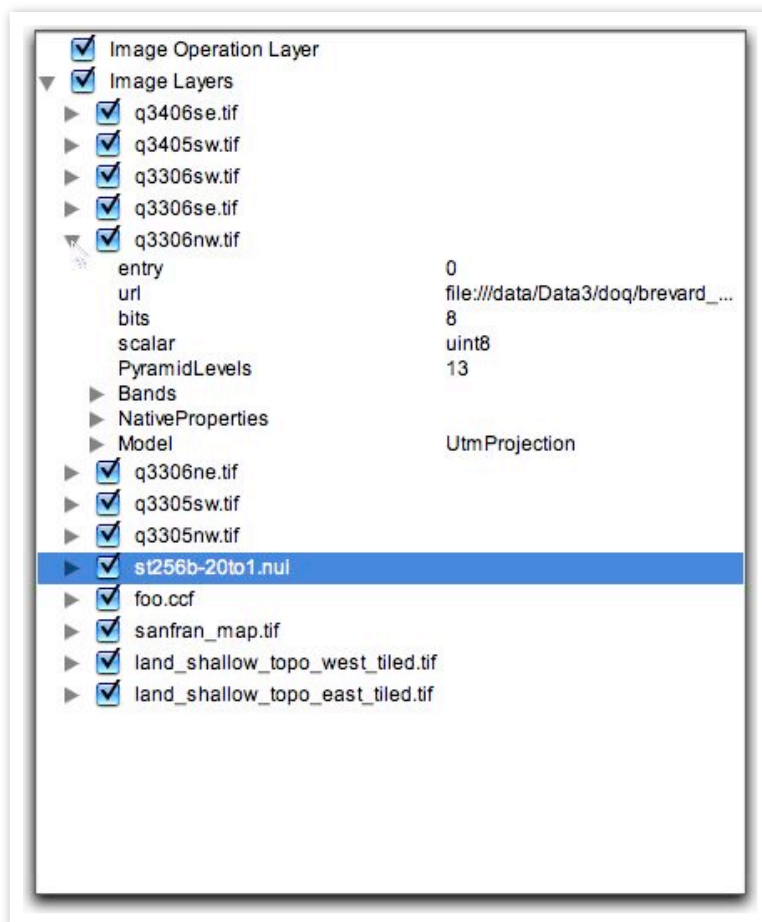 Image Operation Layer
Image Layers
q3406se.tif
q3405sw.tif
q3306sw.tif
q3306se.tif
q3306nw.tif
entry 0
url file:///data/Data3/doq/brevard_...
bits 8
scalar uint8
PyramidLevels 13
Bands
NativeProperties
Model UtmProjection
q3306ne.tif
q3305sw.tif
q3305nw.tif
st256b-20to1.nui
foo.ccf
sanfran_map.tif
land_shallow_topo_west_tiled.tif
land_shallow_topo_east_tiled.tif